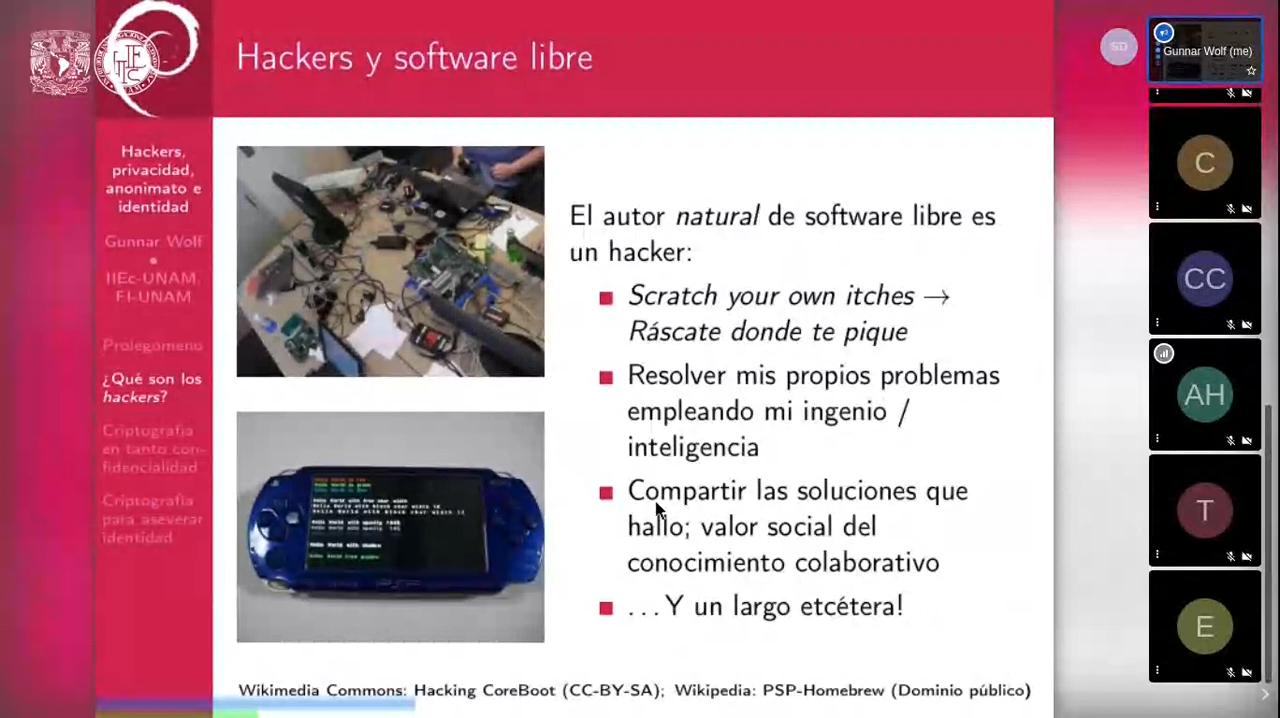 Hackers y software libre
Hackers,
privacidad,
anonimato e
identidad
Gunnar Wolf
IIEc-UNAM,
FI-UNAM
Prolegómeno
¿Qué son los
hackers?
Criptografía
en tanto con-
fidencialidad
Criptografía
para aseverar
identidad
El autor natural de software libre es
un hacker:
Scratch your own itches →
Ráscate donde te pique
Resolver mis propios problemas
empleando mi ingenio /
inteligencia
Compartir las soluciones que
hallo; valor social del
conocimiento colaborativo
...Y un largo etcétera!
PSP
Wikimedia Commons: Hacking CoreBoot (CC-BY-SA); Wikipedia: PSP-Homebrew (Dominio público)
SD
Gunnar Wolf (me)
C
CC
AH
T
E